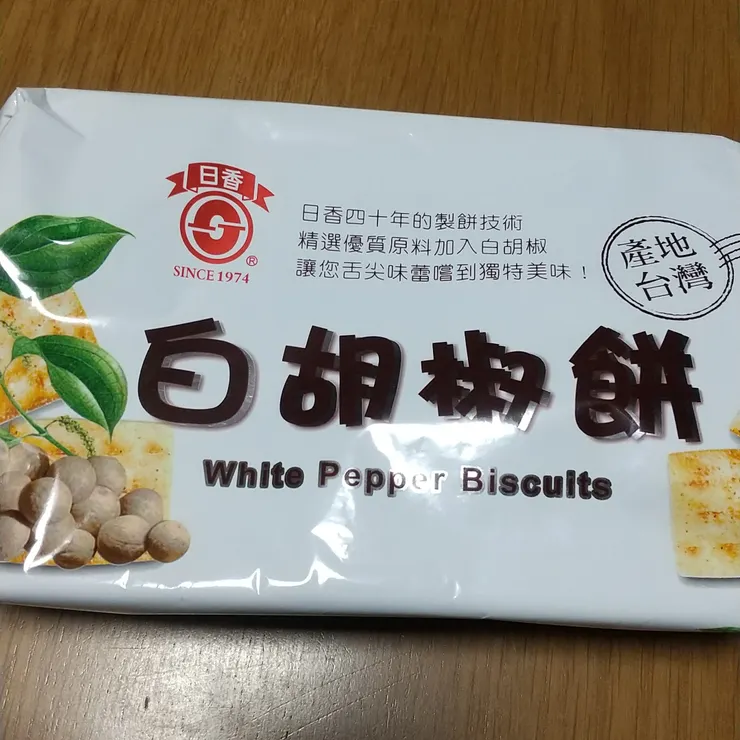 日香
®
SINCE 1974
日香四十年的製餅技術
精選優質原料加入白胡椒
讓您舌尖味蕾嚐到獨特美味！
產地
台灣
白胡椒餅
White Pepper Biscuits